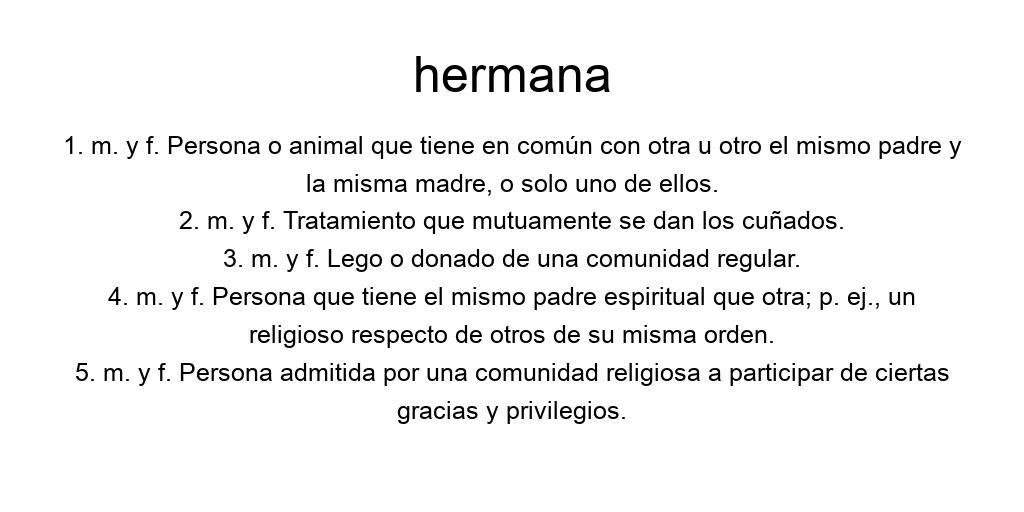 hermana
1. m. y f. Persona o animal que tiene en común con otra u otro el mismo padre y
la misma madre, o solo uno de ellos.
2. m. y f. Tratamiento que mutuamente se dan los cuñados.
3. m. y f. Lego o donado de una comunidad regular.
4. m. y f. Persona que tiene el mismo padre espiritual que otra; p. ej., un
religioso respecto de otros de su misma orden.
5. m. y f. Persona admitida por una comunidad religiosa a participar de ciertas
gracias y privilegios.